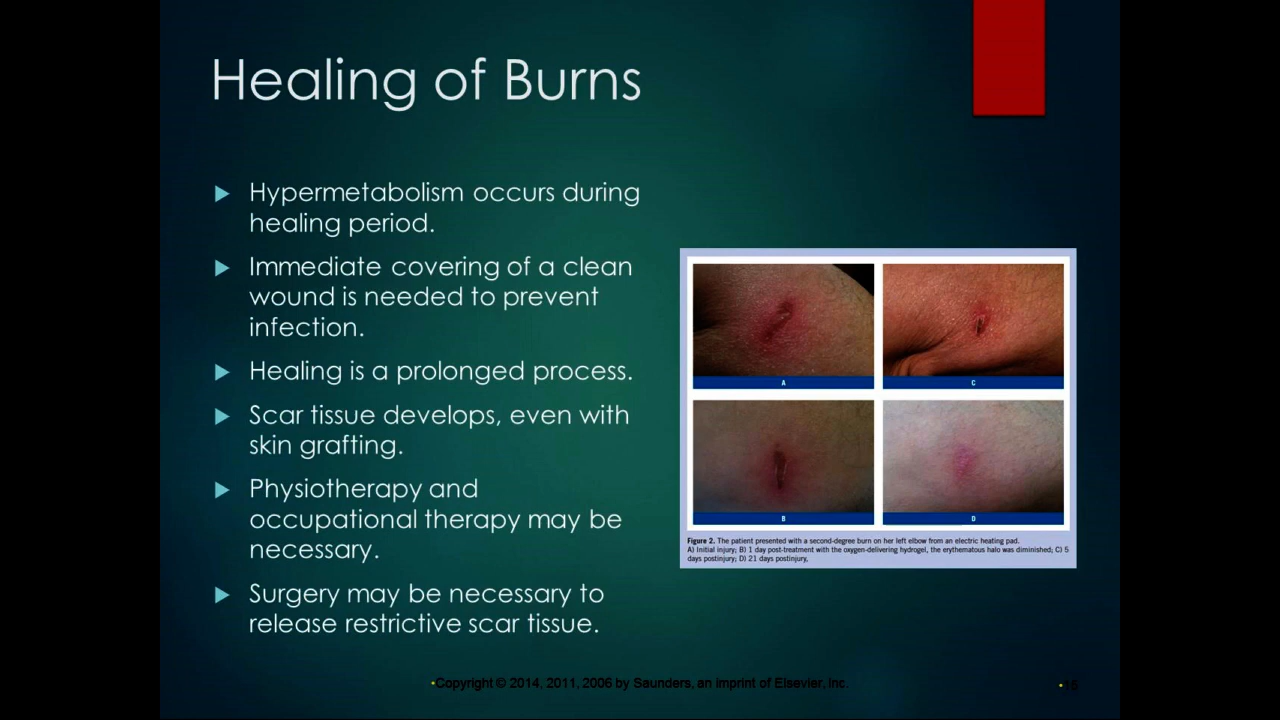 Healing of Burns
Hypermetabolism occurs during
healing period.
Immediate covering of a clean
wound is needed to prevent
infection.
Healing is a prolonged process.
Scar tissue develops, even with
skin grafting.
Physiotherapy and
occupational therapy may be
necessary.
Surgery may be necessary to
release restrictive scar tissue.
A
C
B
D
Figure 2. The patient presented with a second-degree burn on her left elbow from an electric heating pad.
A) Initial injury; B) 1 day post-treatment with the oxygen-delivering hydrogel, the erythematous halo was diminished; C) 5
days postinjury; D) 21 days postinjury.
•Copyright © 2014, 2011, 2006 by Saunders, an imprint of Elsevier, Inc.